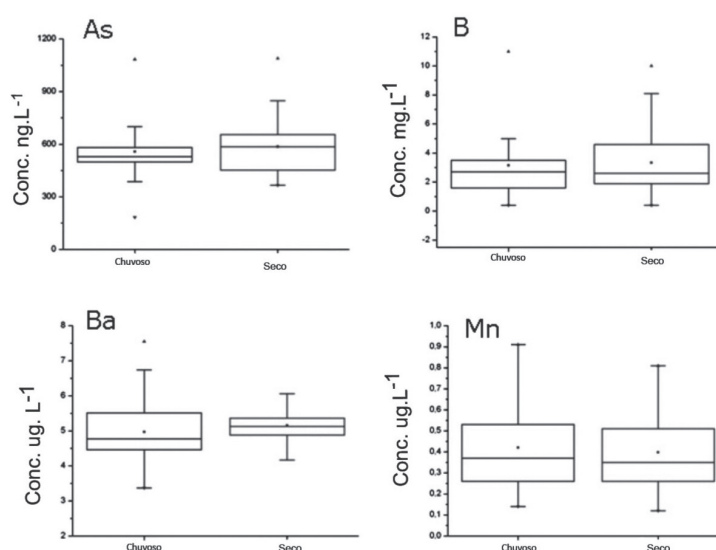 As
Conc. ng.L-1
1200
900
600
300
0
Chuvoso
Seco
B
Conc. mg.L-1
12
10
8
6
4
2
0
-2
Chuvoso
Seco
Ba
Conc. ug. L-1
8
7
6
5
4
3
2
Chuvoso
Seco
Mn
Conc. ug.L-1
1,0
0,9
0,8
0,7
0,6
0,5
0,4
0,3
0,2
0,1
0,0
Chuvoso
Seco